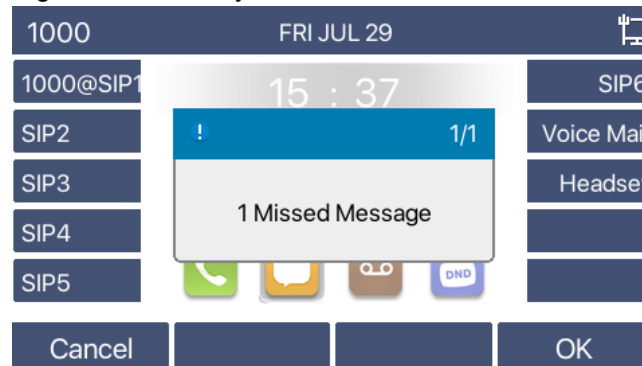 1000 FRI JUL 29
1000@SIP1 15 : 37 SIP6
SIP2 ! 1/1 Voice Mai
SIP3 1 Missed Message Headse
SIP4
SIP5 DND
Cancel OK